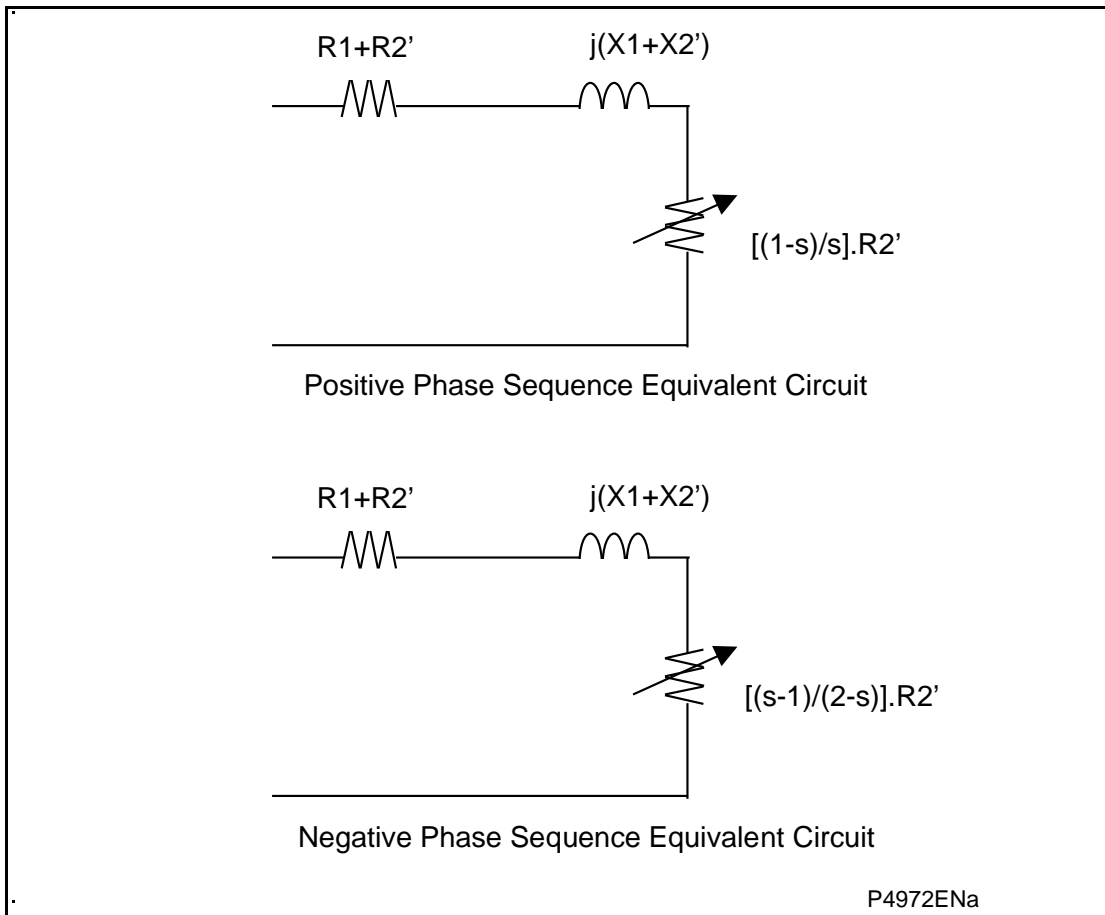 R1+R2’ j(X1+X2’)
[(1-s)/s].R2’
Positive Phase Sequence Equivalent Circuit
R1+R2’ j(X1+X2’)
[(s-1)/(2-s)].R2’
Negative Phase Sequence Equivalent Circuit
P4972ENa